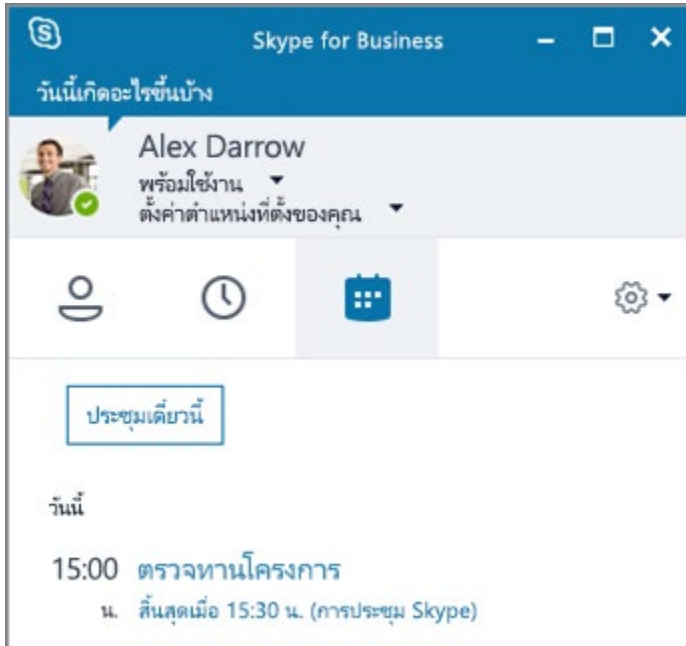 Skype for Business
วันนี้เกิดอะไรขึ้นบ้าง
Alex Darrow
พร้อมใช้งาน
ตั้งค่าตำแหน่งที่ตั้งของคุณ
ประชุมเดี๋ยวนี้
วันนี้
15:00 ตรวจทานโครงการ
น. สิ้นสุดเมื่อ 15:30 น. (การประชุม Skype)